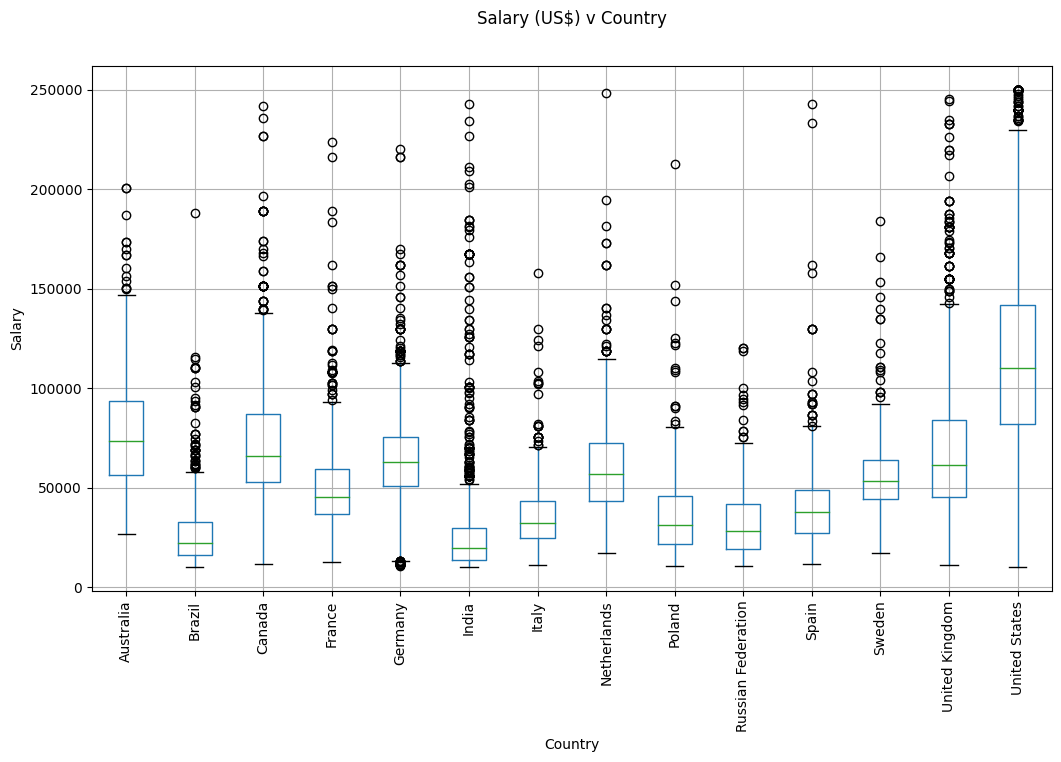 Salary (US$) v Country
250000
200000
150000
100000
50000
0
Salary
Australia
Brazil
Canada
France
Germany
India
Italy
Netherlands
Poland
Russian Federation
Spain
Sweden
United Kingdom
United States
Country